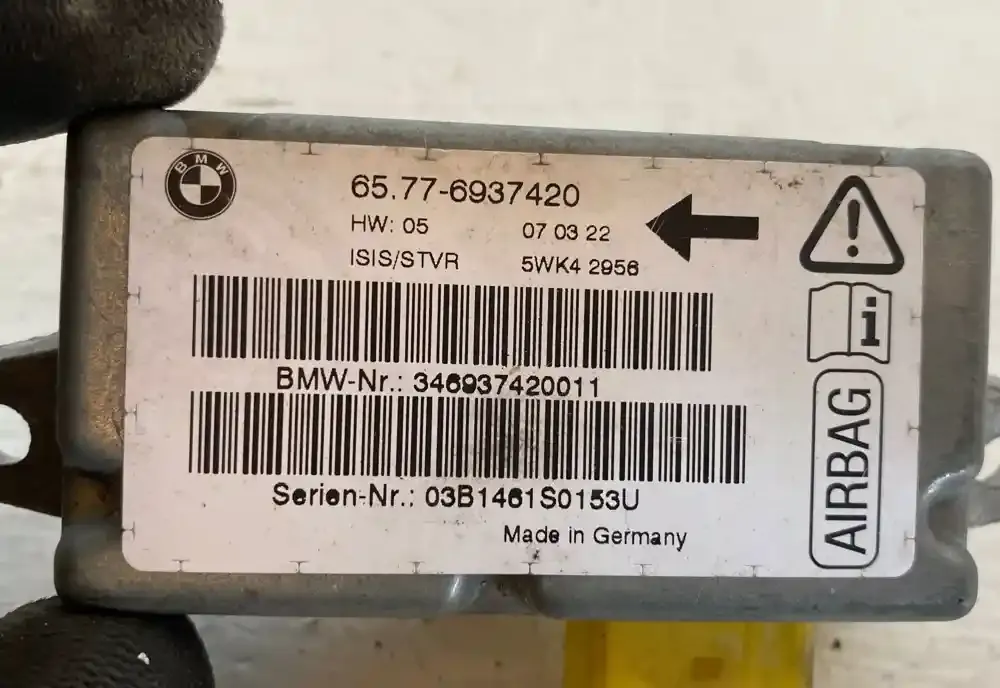 BMW
65.77-6937420
HW: 05 07 03 22
ISIS/STVR 5WK4 2956
BMW-Nr.: 346937420011
Serien-Nr.: 03B1461S0153U
Made in Germany
!
i
AIRBAG